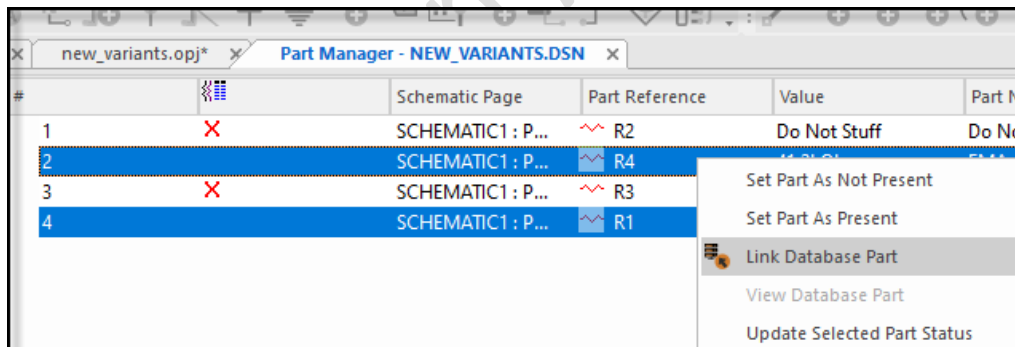 new_variants.opj*
Part Manager - NEW_VARIANTS.DSN
# Schematic Page Part Reference Value Part
1 SCHEMATIC1 : P... R2 Do Not Stuff Do
2 SCHEMATIC1 : P... R4
3 SCHEMATIC1 : P... R3
4 SCHEMATIC1 : P... R1
Set Part As Not Present
Set Part As Present
Link Database Part
View Database Part
Update Selected Part Status